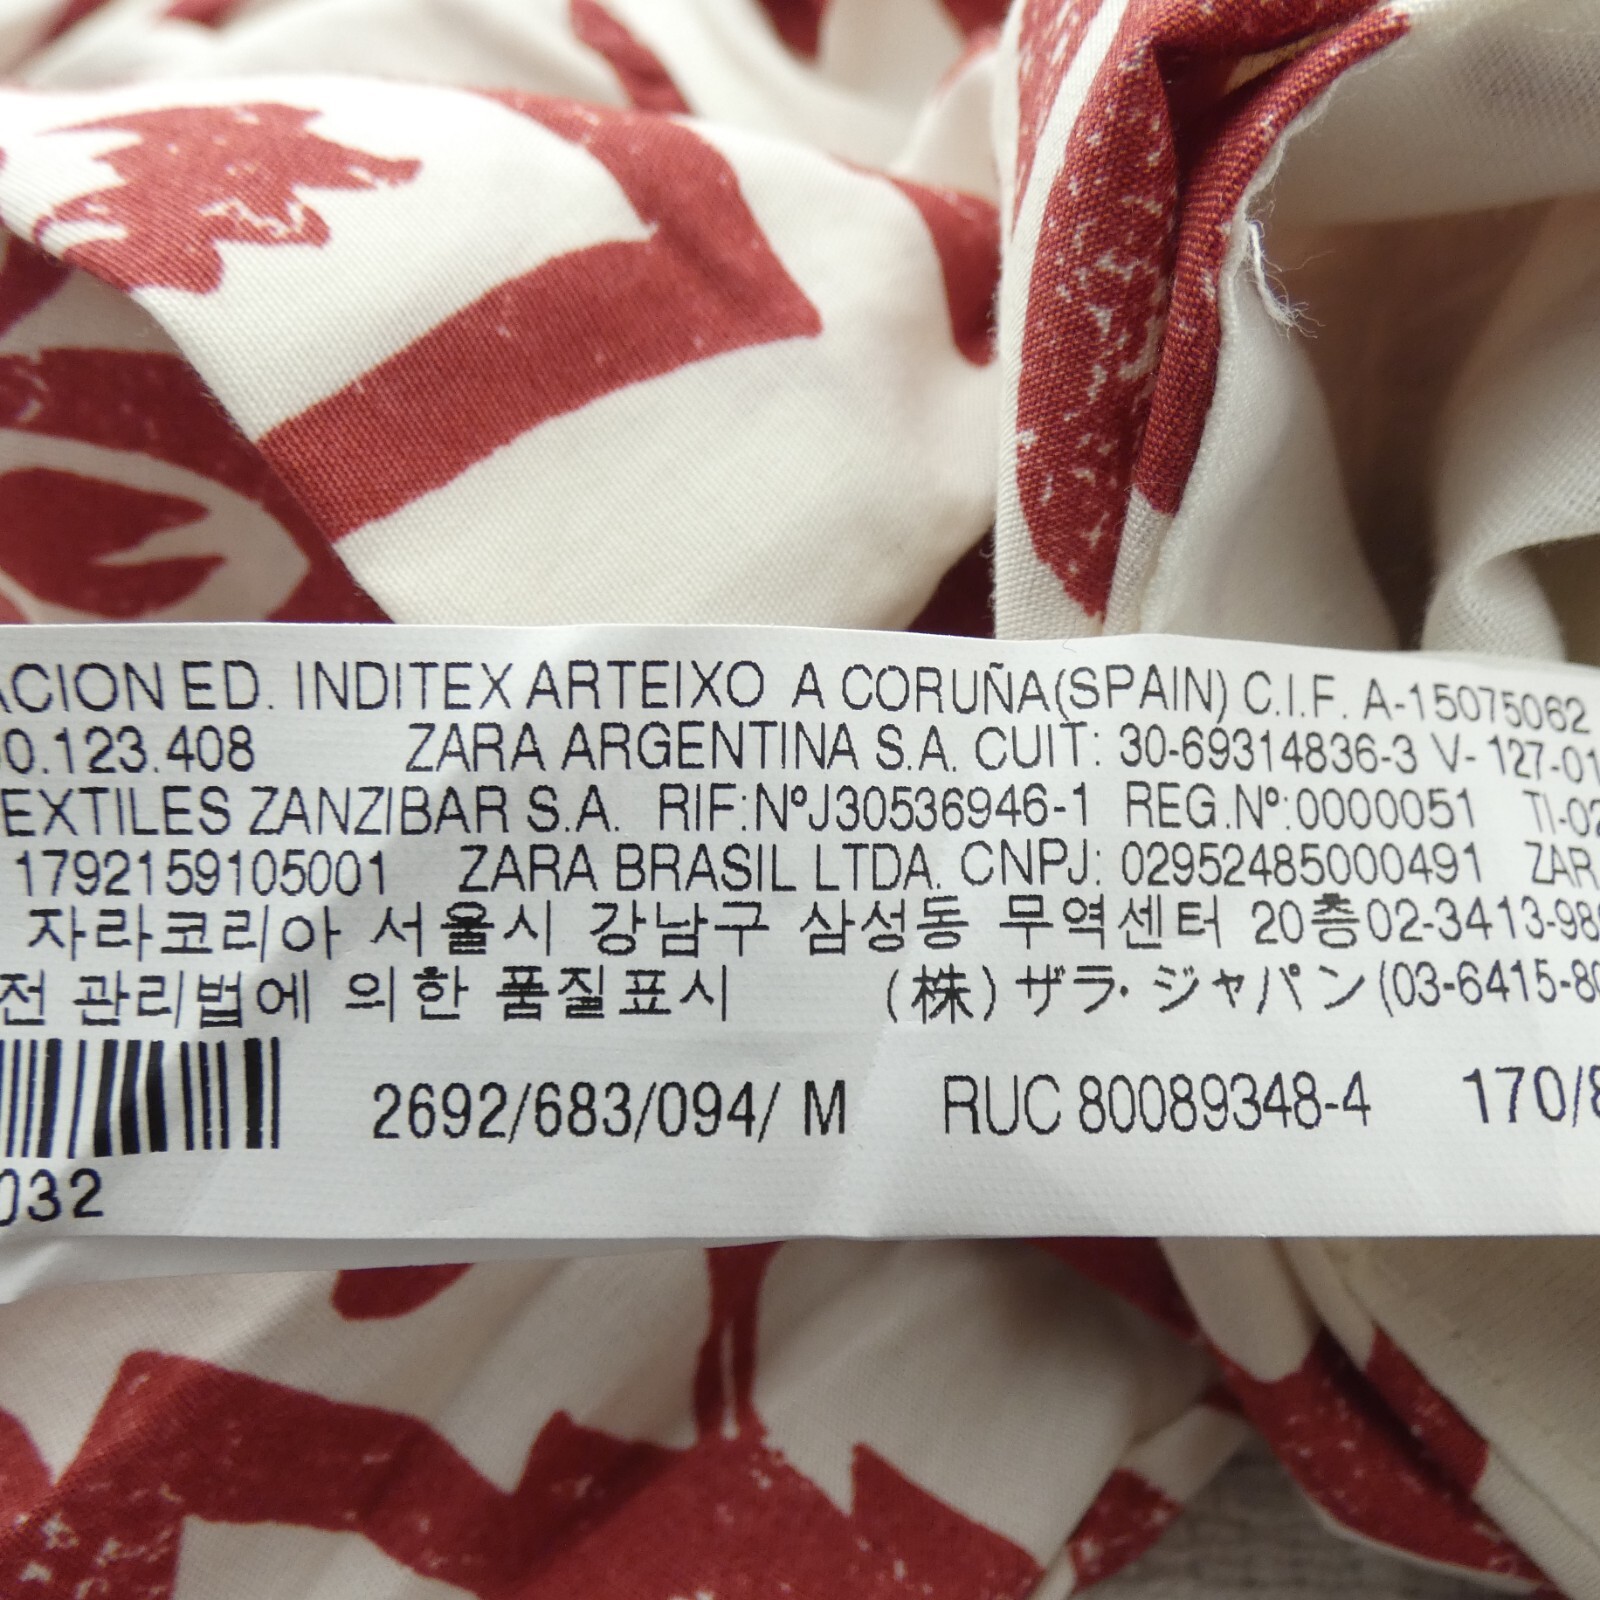 ACION ED. INDITEX ARTEIXO A CORUÑA(SPAIN) C.I.F. A-15075062
0.123.408 ZARA ARGENTINA S.A. CUIT: 30-69314836-3 V- 127-01
EXTILES ZANZIBAR S.A. RIF:NºJ30536946-1 REG.Nº:0000051 TI-02
1792159105001 ZARA BRASIL LTDA. CNPJ: 02952485000491 ZAR
자라코리아 서울시 강남구 삼성동 무역센터 20층02-3413-98
전 관리법에 의한 품질표시 (株)ザラ・ジャパン(03-6415-80
2692/683/094/ M RUC 80089348-4 170/8
032